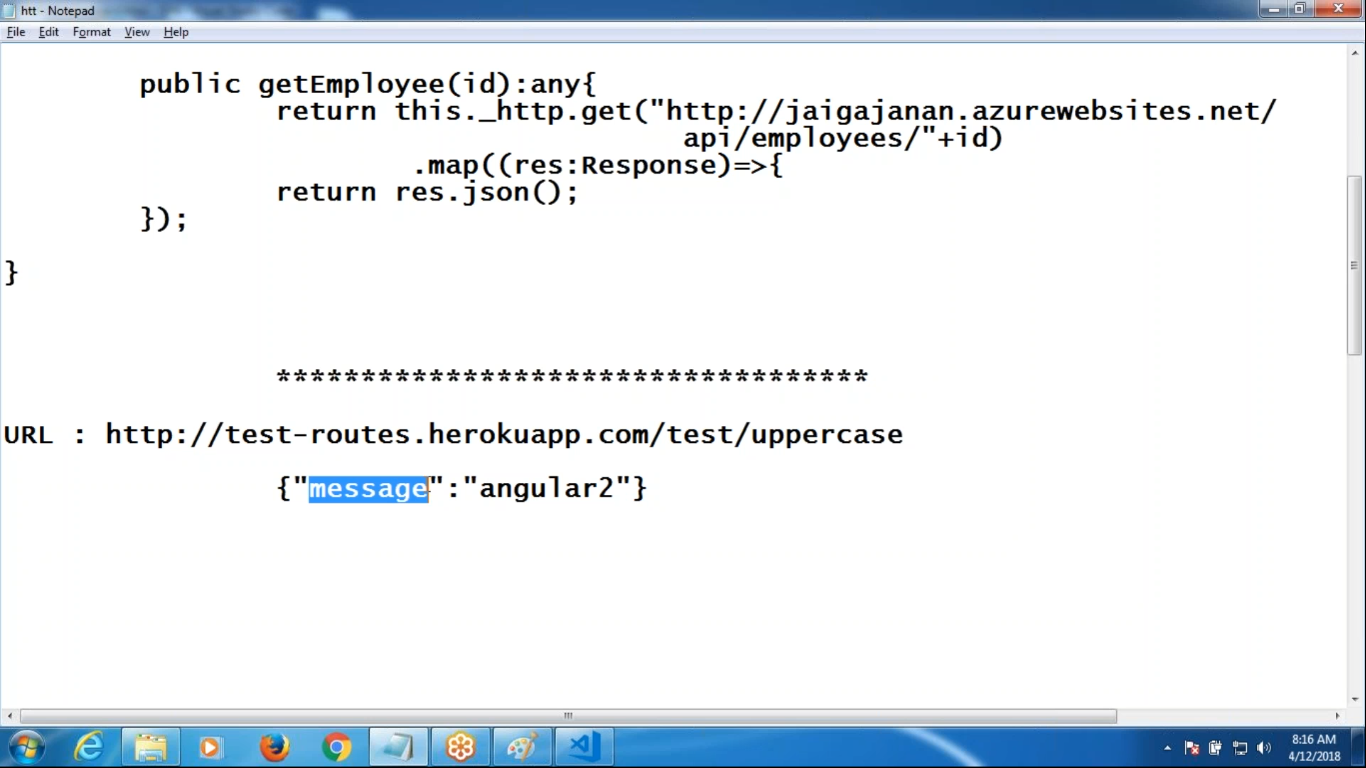 htt - Notepad
File Edit Format View Help
public getEmployee(id):any{
return this._http.get("http://jaigajanan.azurewebsites.net/
api/employees/"+id)
.map((res:Response)=>{
return res.json();
});
}
***********************************
URL : http://test-routes.herokuapp.com/test/uppercase
{"message":"angular2"}
8:16 AM
4/12/2018